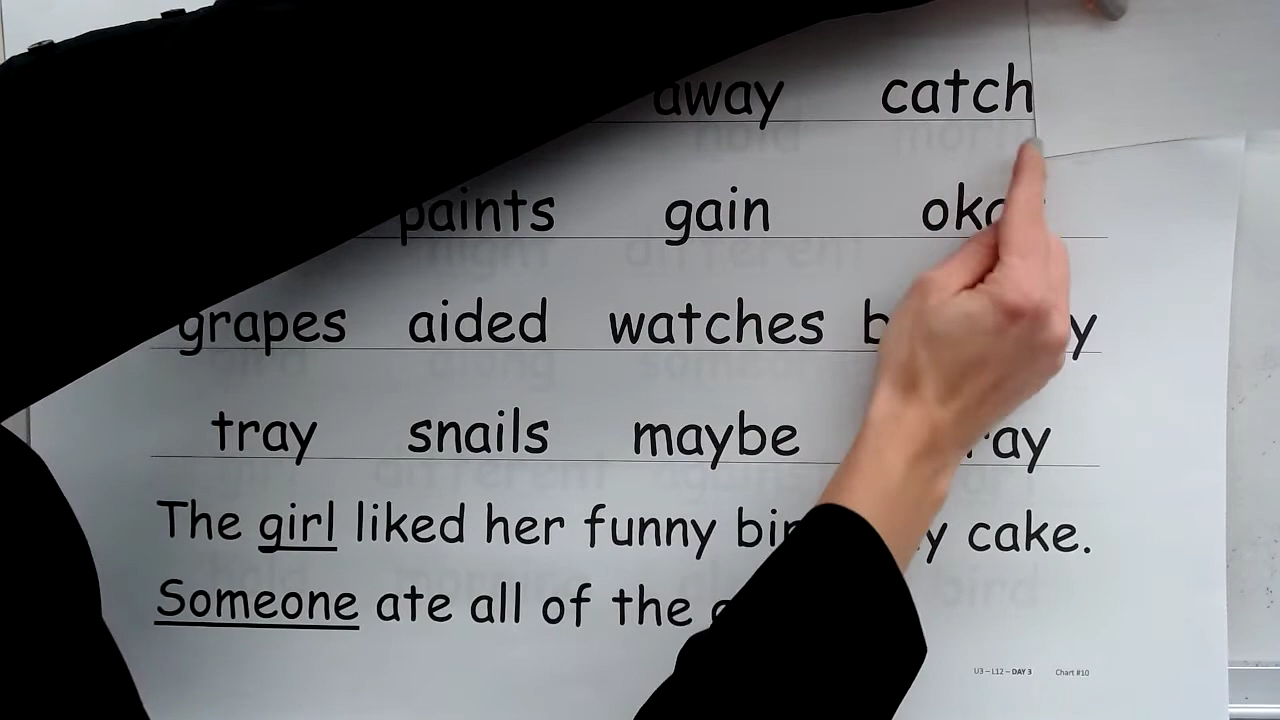 away catch
paints gain
grapes aided watches
tray snails maybe
The girl liked her funny cake.
Someone ate all of the
U3 – L12 – DAY 3 Chart #10